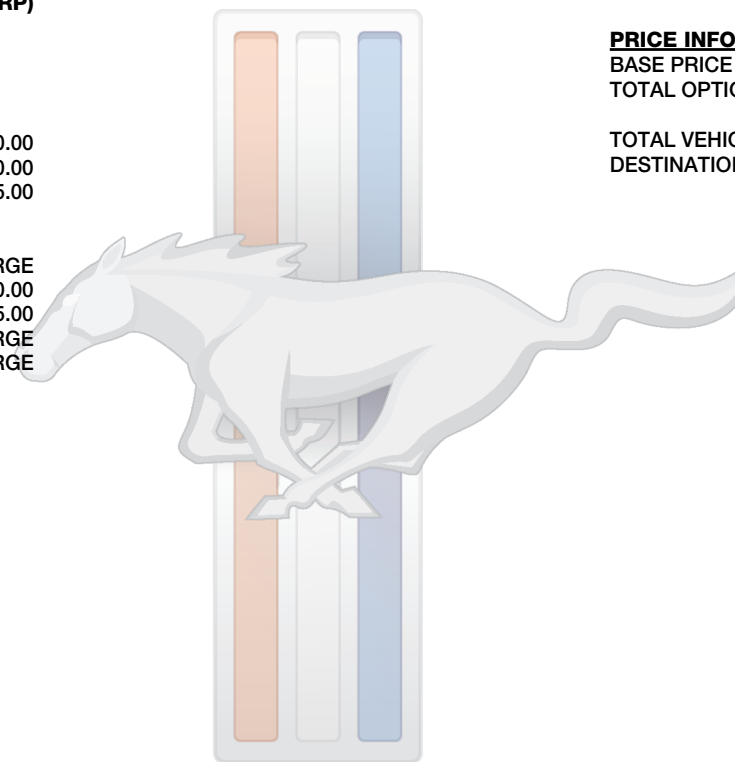 RP)
0.00
0.00
5.00
RGE
0.00
5.00
RGE
RGE
PRICE INFO
BASE PRICE
TOTAL OPTIO
TOTAL VEHIC
DESTINATION